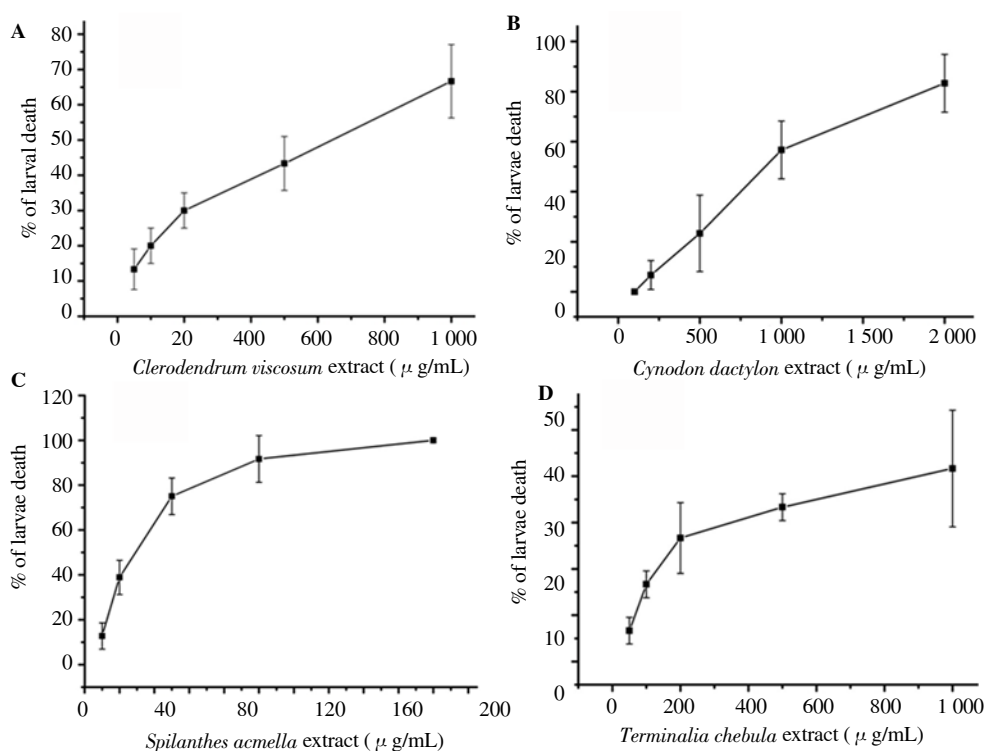 A
80
70
60
50
40
30
20
10
0
% of larval death
0 20 400 600 800 1 000
Clerodendrum viscosum extract ( μ g/mL)
B
100
80
60
40
20
0
% of larvae death
0 500 1 000 1 500 2 000
Cynodon dactylon extract ( μ g/mL)
C
120
100
80
60
40
20
0
% of larvae death
0 40 80 120 160 200
Spilanthes acmella extract ( μ g/mL)
D
50
40
30
20
10
0
% of larvae death
0 200 400 600 800 1 000
Terminalia chebula extract ( μ g/mL)